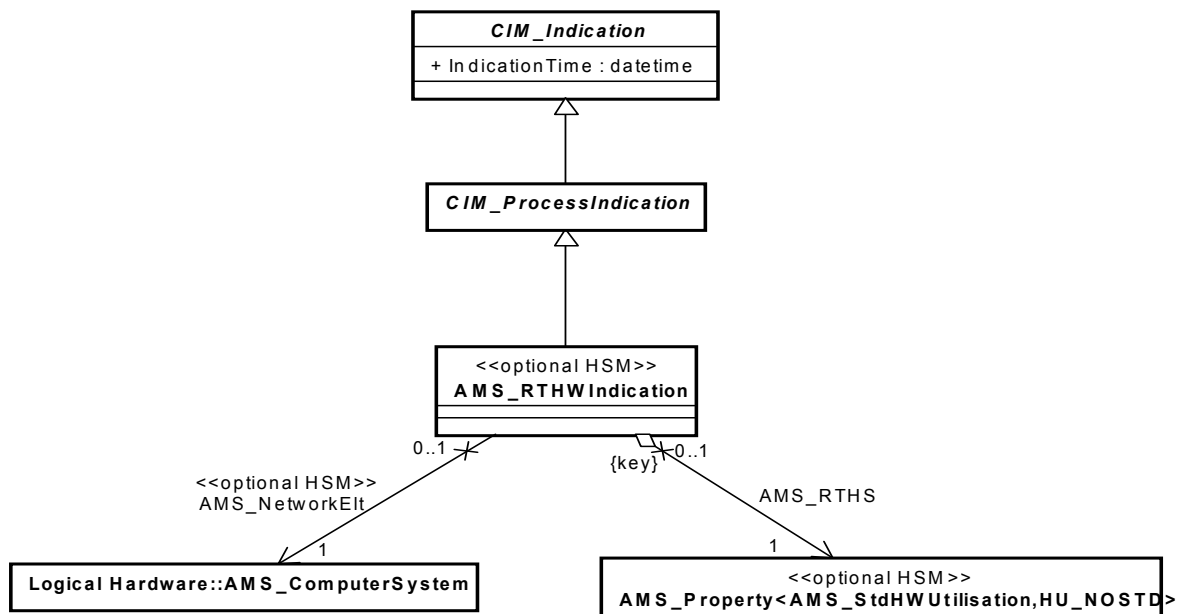 CIM_Indication
+ IndicationTime : datetime
CIM_ProcessIndication
<<optional HSM>>
AMS_RTHWIndication
0..1
0..1
{key}
<<optional HSM>>
AMS_NetworkElt
AMS_RTHS
1
1
Logical Hardware::AMS_ComputerSystem
<<optional HSM>>
AMS_Property<AMS_StdHWUtilisation,HU_NOSTD>